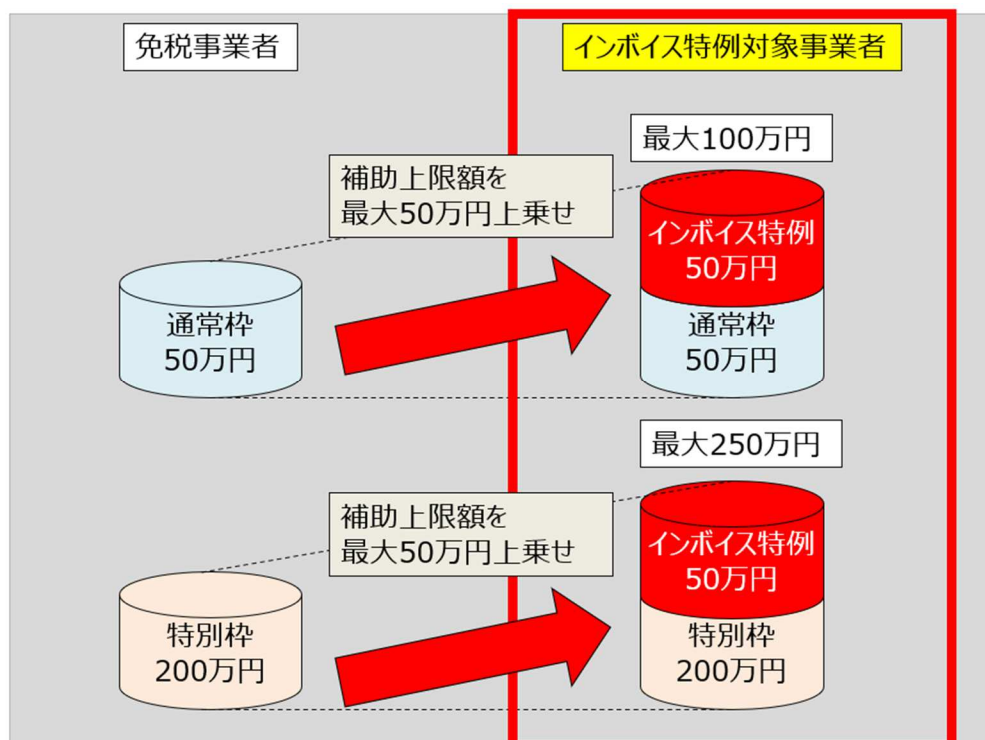 免税事業者
インボイス特例対象事業者
最大100万円
補助上限額を
最大50万円上乗せ
インボイス特例
50万円
通常枠
50万円
通常枠
50万円
最大250万円
補助上限額を
最大50万円上乗せ
インボイス特例
50万円
特別枠
200万円
特別枠
200万円